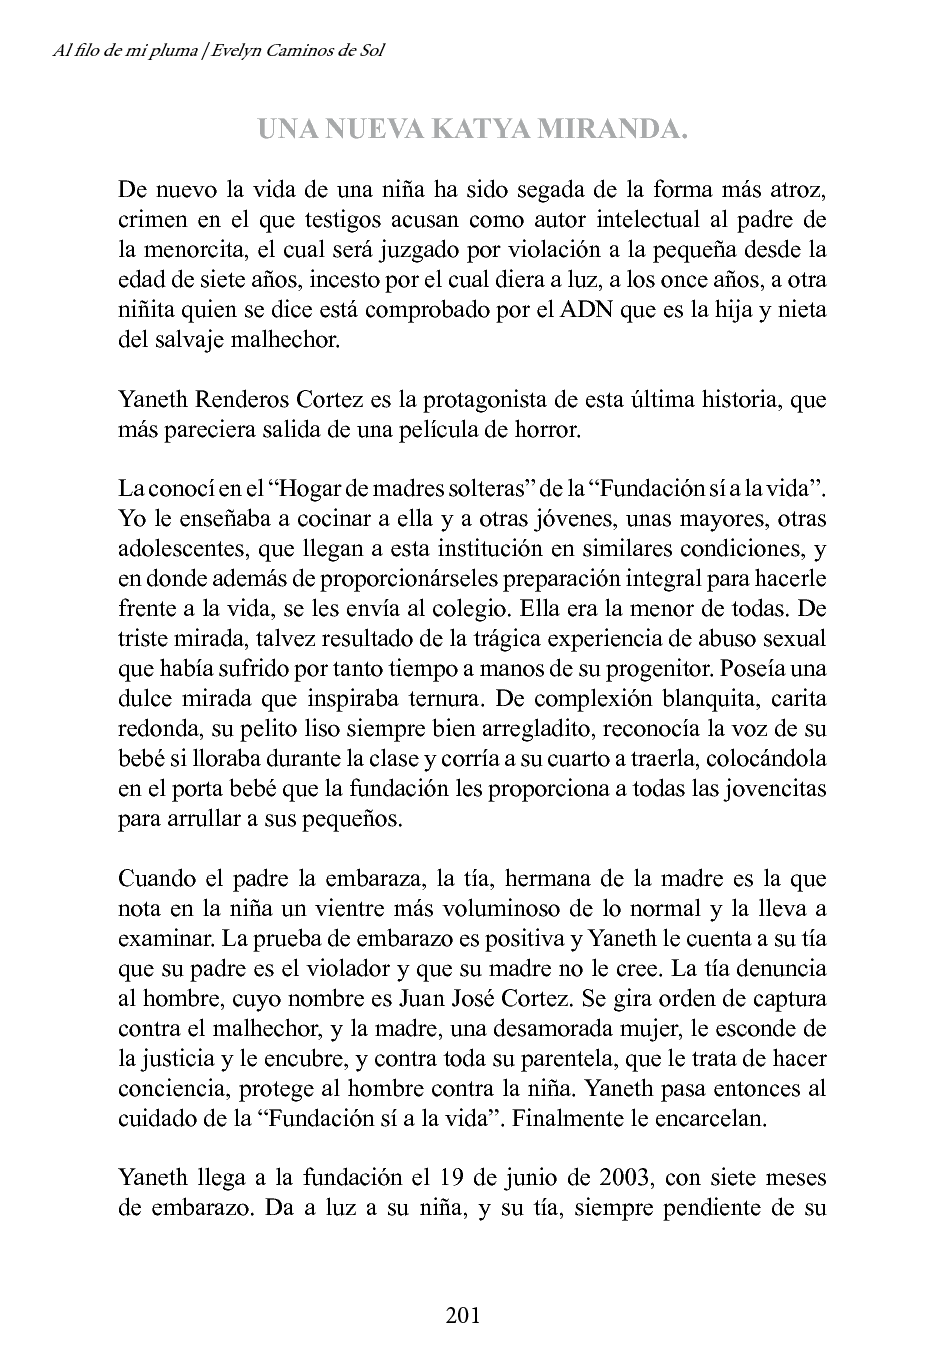 Al filo de mi pluma | Evelyn Caminos de Sol
UNA NUEVA KATYA MIRANDA.
De nuevo la vida de una niña ha sido segada de la forma más atroz,
crimen en el que testigos acusan como autor intelectual al padre de
la menorcita, el cual será juzgado por violación a la pequeña desde la
edad de siete años, incesto por el cual diera a luz, a los once años, a otra
niñita quien se dice está comprobado por el ADN que es la hija y nieta
del salvaje malhechor.
Yaneth Renderos Cortez es la protagonista de esta última historia, que
más pareciera salida de una película de horror.
La conocí en el “Hogar de madres solteras” de la “Fundación sí a la vida”.
Yo le enseñaba a cocinar a ella y a otras jóvenes, unas mayores, otras
adolescentes, que llegan a esta institución en similares condiciones, y
en donde además de proporcionárseles preparación integral para hacerle
frente a la vida, se les envía al colegio. Ella era la menor de todas. De
triste mirada, talvez resultado de la trágica experiencia de abuso sexual
que había sufrido por tanto tiempo a manos de su progenitor. Poseía una
dulce mirada que inspiraba ternura. De complexión blanquita, carita
redonda, su pelito liso siempre bien arregladito, reconocía la voz de su
bebé si lloraba durante la clase y corría a su cuarto a traerla, colocándola
en el porta bebé que la fundación les proporciona a todas las jovencitas
para arrullar a sus pequeños.
Cuando el padre la embaraza, la tía, hermana de la madre es la que
nota en la niña un vientre más voluminoso de lo normal y la lleva a
examinar. La prueba de embarazo es positiva y Yaneth le cuenta a su tía
que su padre es el violador y que su madre no le cree. La tía denuncia
al hombre, cuyo nombre es Juan José Cortez. Se gira orden de captura
contra el malhechor, y la madre, una desamorada mujer, le esconde de
la justicia y le encubre, y contra toda su parentela, que le trata de hacer
conciencia, protege al hombre contra la niña. Yaneth pasa entonces al
cuidado de la “Fundación sí a la vida”. Finalmente le encarcelan.
Yaneth llega a la fundación el 19 de junio de 2003, con siete meses
de embarazo. Da a luz a su niña, y su tía, siempre pendiente de su
201